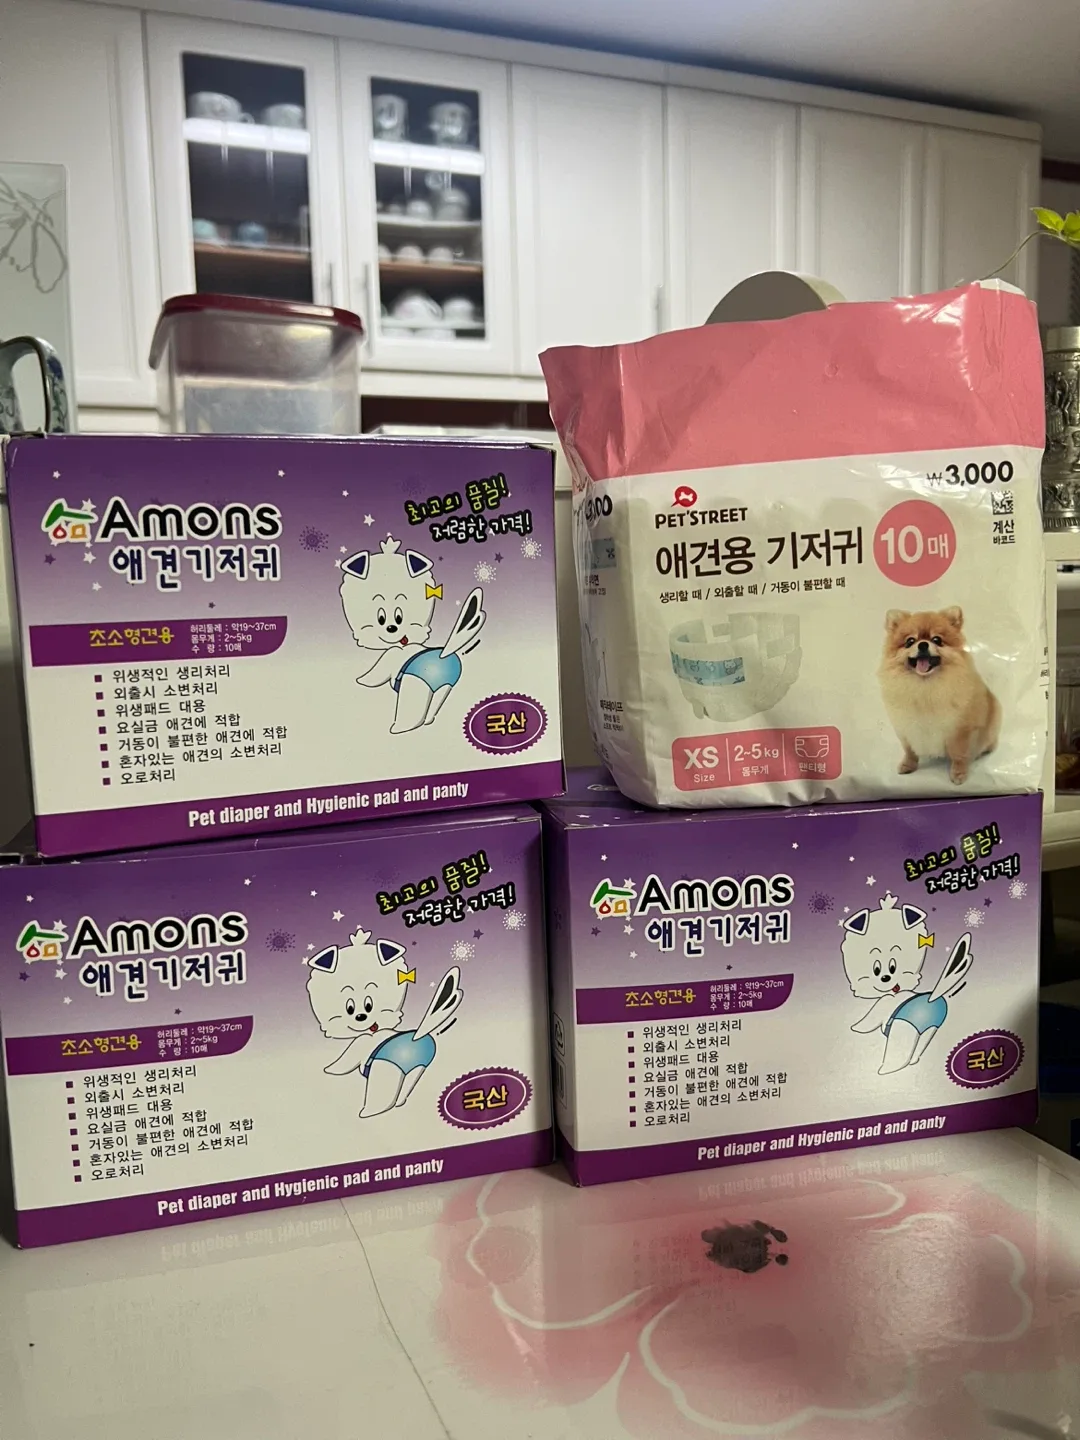 Amons
애견기저귀
최고의 품질!
저렴한 가격!
초소형견용
허리둘레 : 약19~37cm
몸무게 : 2~5kg
수 량 : 10매
위생적인 생리처리
외출시 소변처리
위생패드 대용
요실금 애견에 적합
거동이 불편한 애견에 적합
혼자있는 애견의 소변처리
오로처리
국산
Pet diaper and Hygienic pad and panty
₩3,000
PET'STREET
애견용 기저귀 10매
생리할 때 / 외출할 때 / 거동이 불편할 때
계산
바코드
XS
Size
2~5kg
몸무게
팬티형
Amons
애견기저귀
최고의 품질!
저렴한 가격!
초소형견용
허리둘레 : 약19~37cm
몸무게 : 2~5kg
수 량 : 10매
위생적인 생리처리
외출시 소변처리
위생패드 대용
요실금 애견에 적합
거동이 불편한 애견에 적합
혼자있는 애견의 소변처리
오로처리
국산
Pet diaper and Hygienic pad and panty
Amons
애견기저귀
최고의 품질!
저렴한 가격!
초소형견용
허리둘레 : 약19~37cm
몸무게 : 2~5kg
수 량 : 10매
위생적인 생리처리
외출시 소변처리
위생패드 대용
요실금 애견에 적합
거동이 불편한 애견에 적합
혼자있는 애견의 소변처리
오로처리
국산
Pet diaper and Hygienic pad and panty